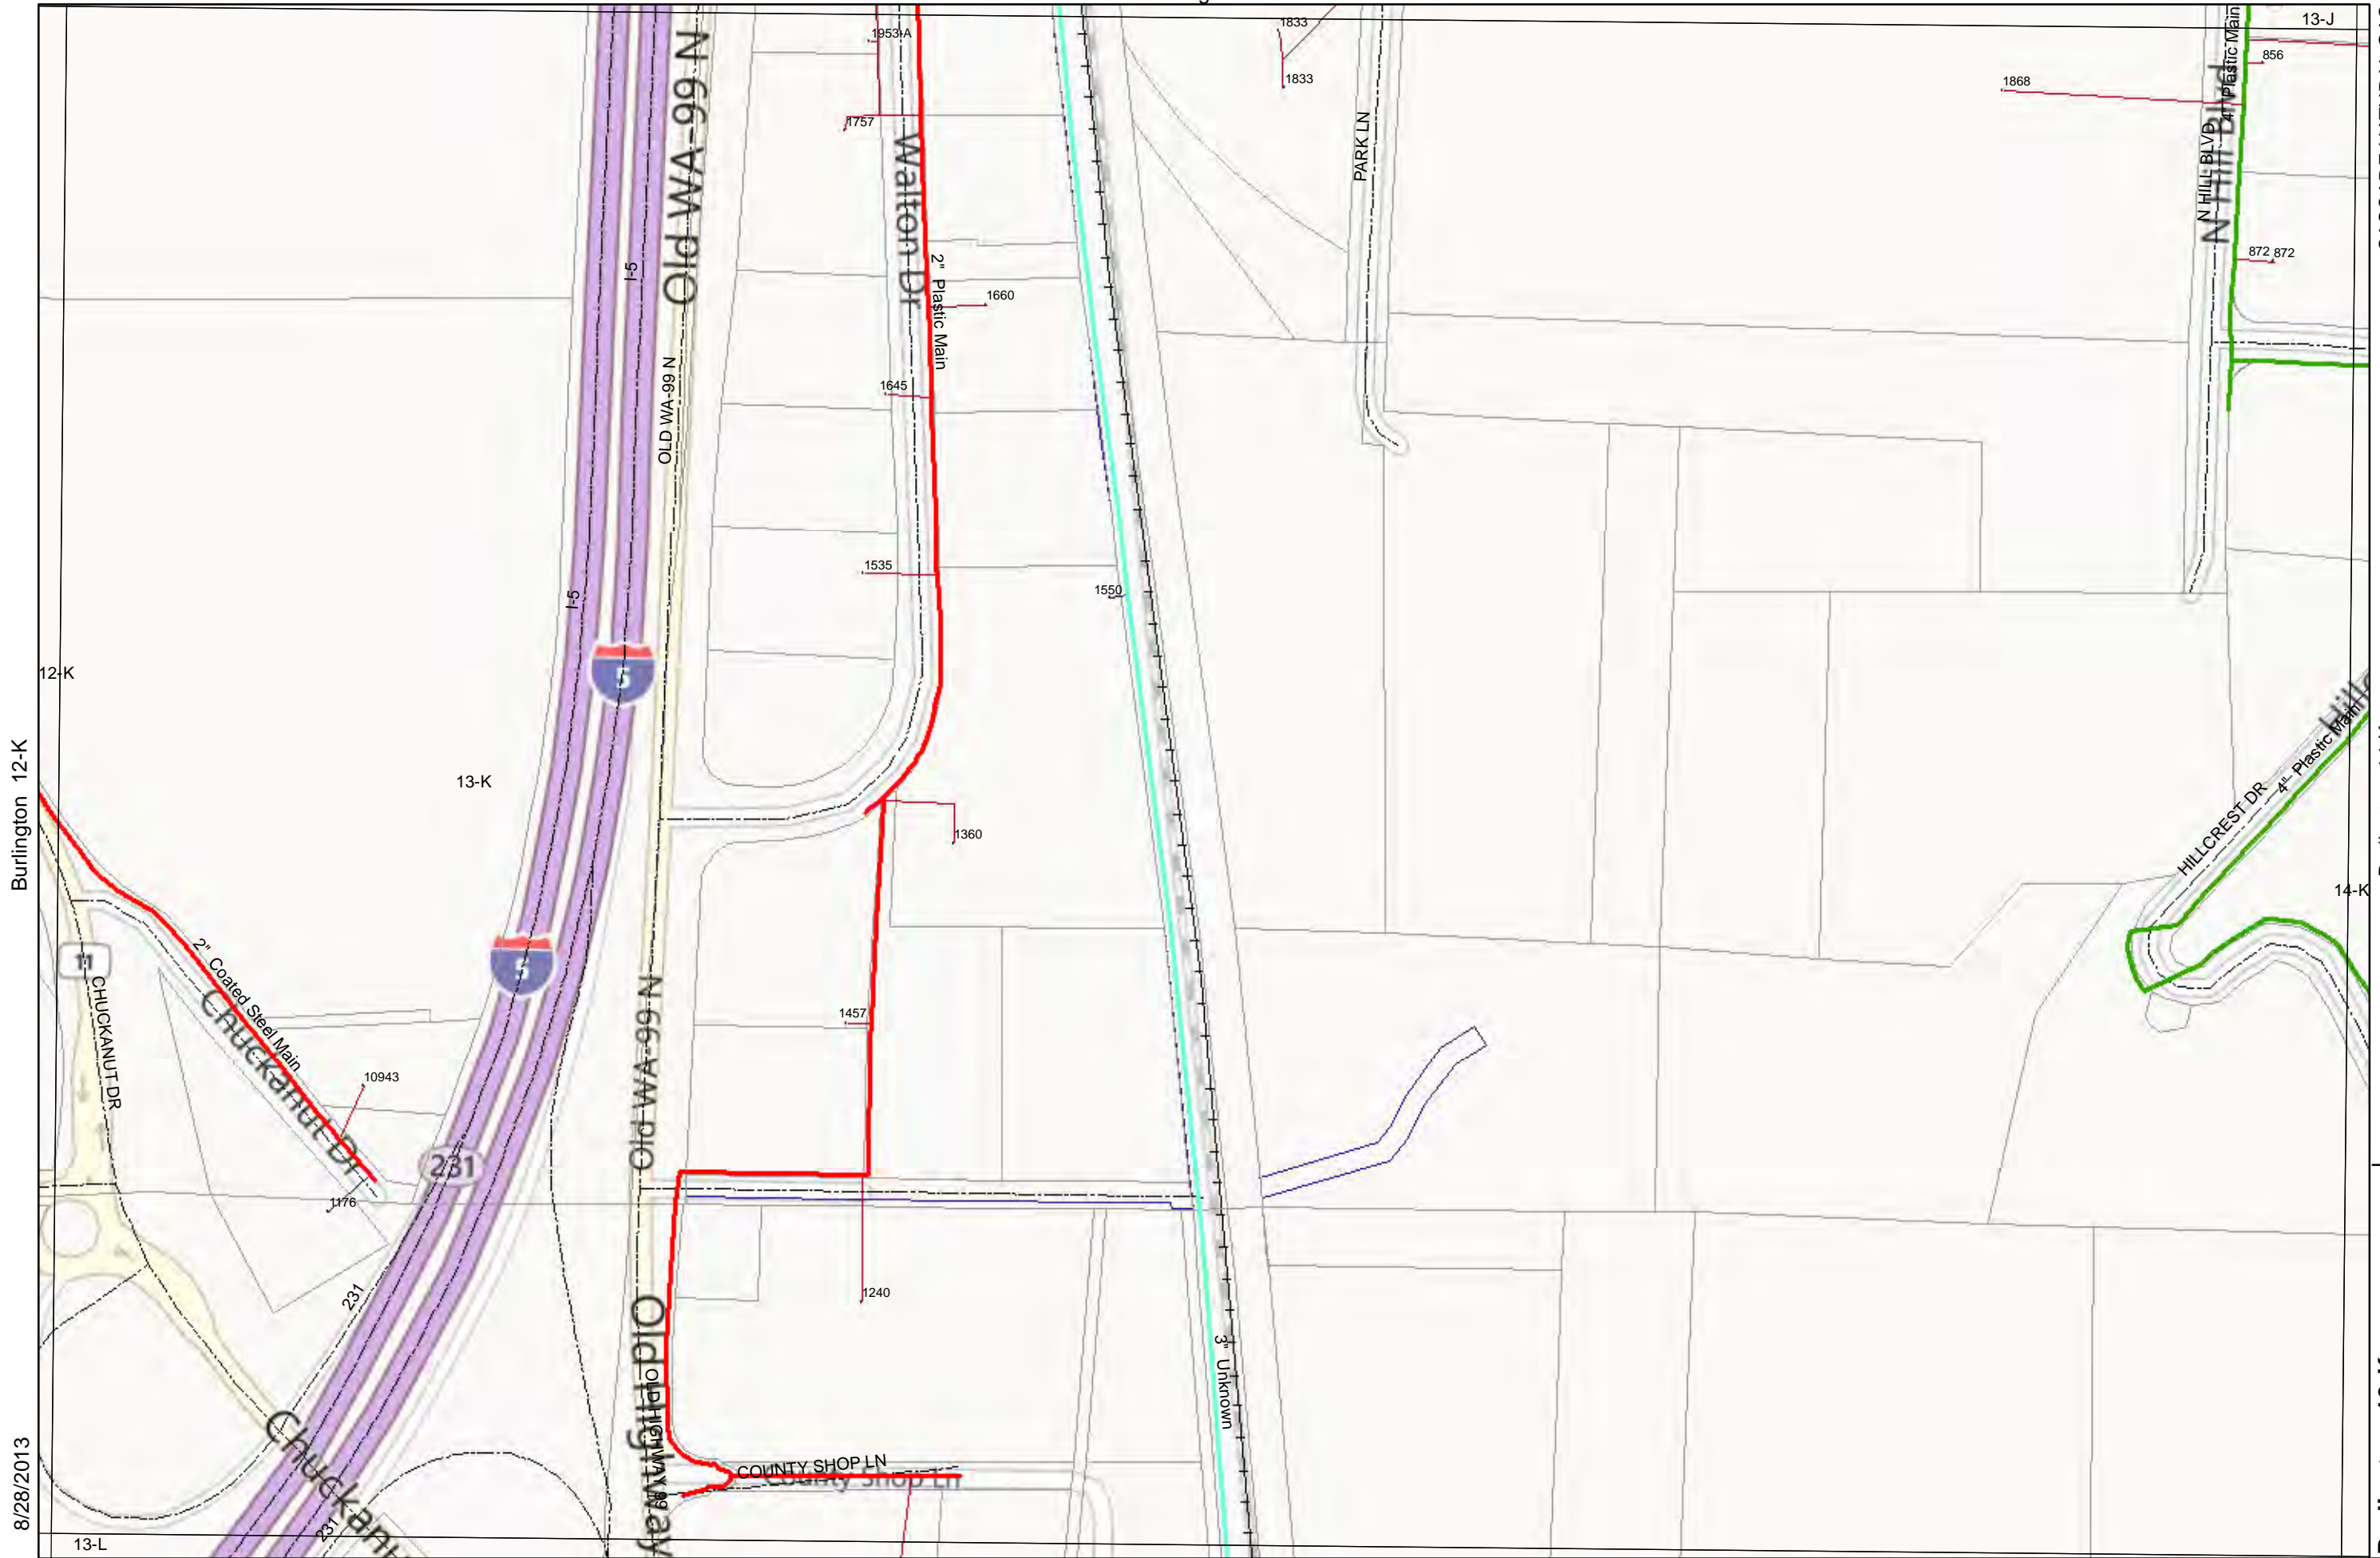 13-J
1953-A
1833
1833
1757
Old WA-99 N
Walton Dr
PARK LN
1868
856
N HILL BLVD
N Hill Blvd
4" Plastic Main
872
872
I-5
2" Plastic Main
1660
OLD WA-99 N
1645
1535
1550
I-5
5
12-K
13-K
Burlington 12-K
1360
HILLCREST DR
4" Plastic Main
14-K
11
5
CHUCKANUT DR
2" Coated Steel Main
Chuckanut Dr
10943
1457
Old WA-99 N
231
1176
1240
231
3" Unknown
Old Highway
OLD HIGHWAY 99
COUNTY SHOP LN
County Shop Ln
Chuckanu
231
8/28/2013
13-L